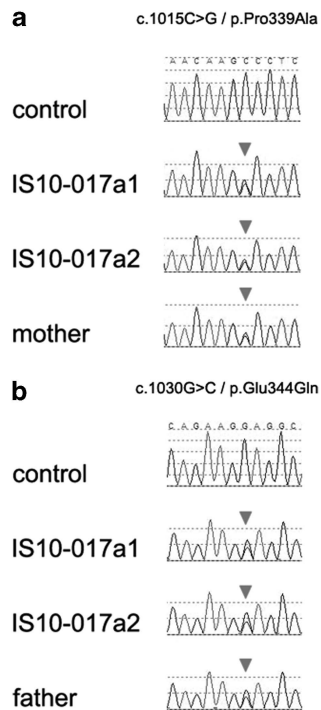 a
c.1015C>G / p.Pro339Ala
A A C A A G C C C T C
control
IS10-017a1
IS10-017a2
mother
b
c.1030G>C / p.Glu344Gln
C A G A A G G A G G C
control
IS10-017a1
IS10-017a2
father